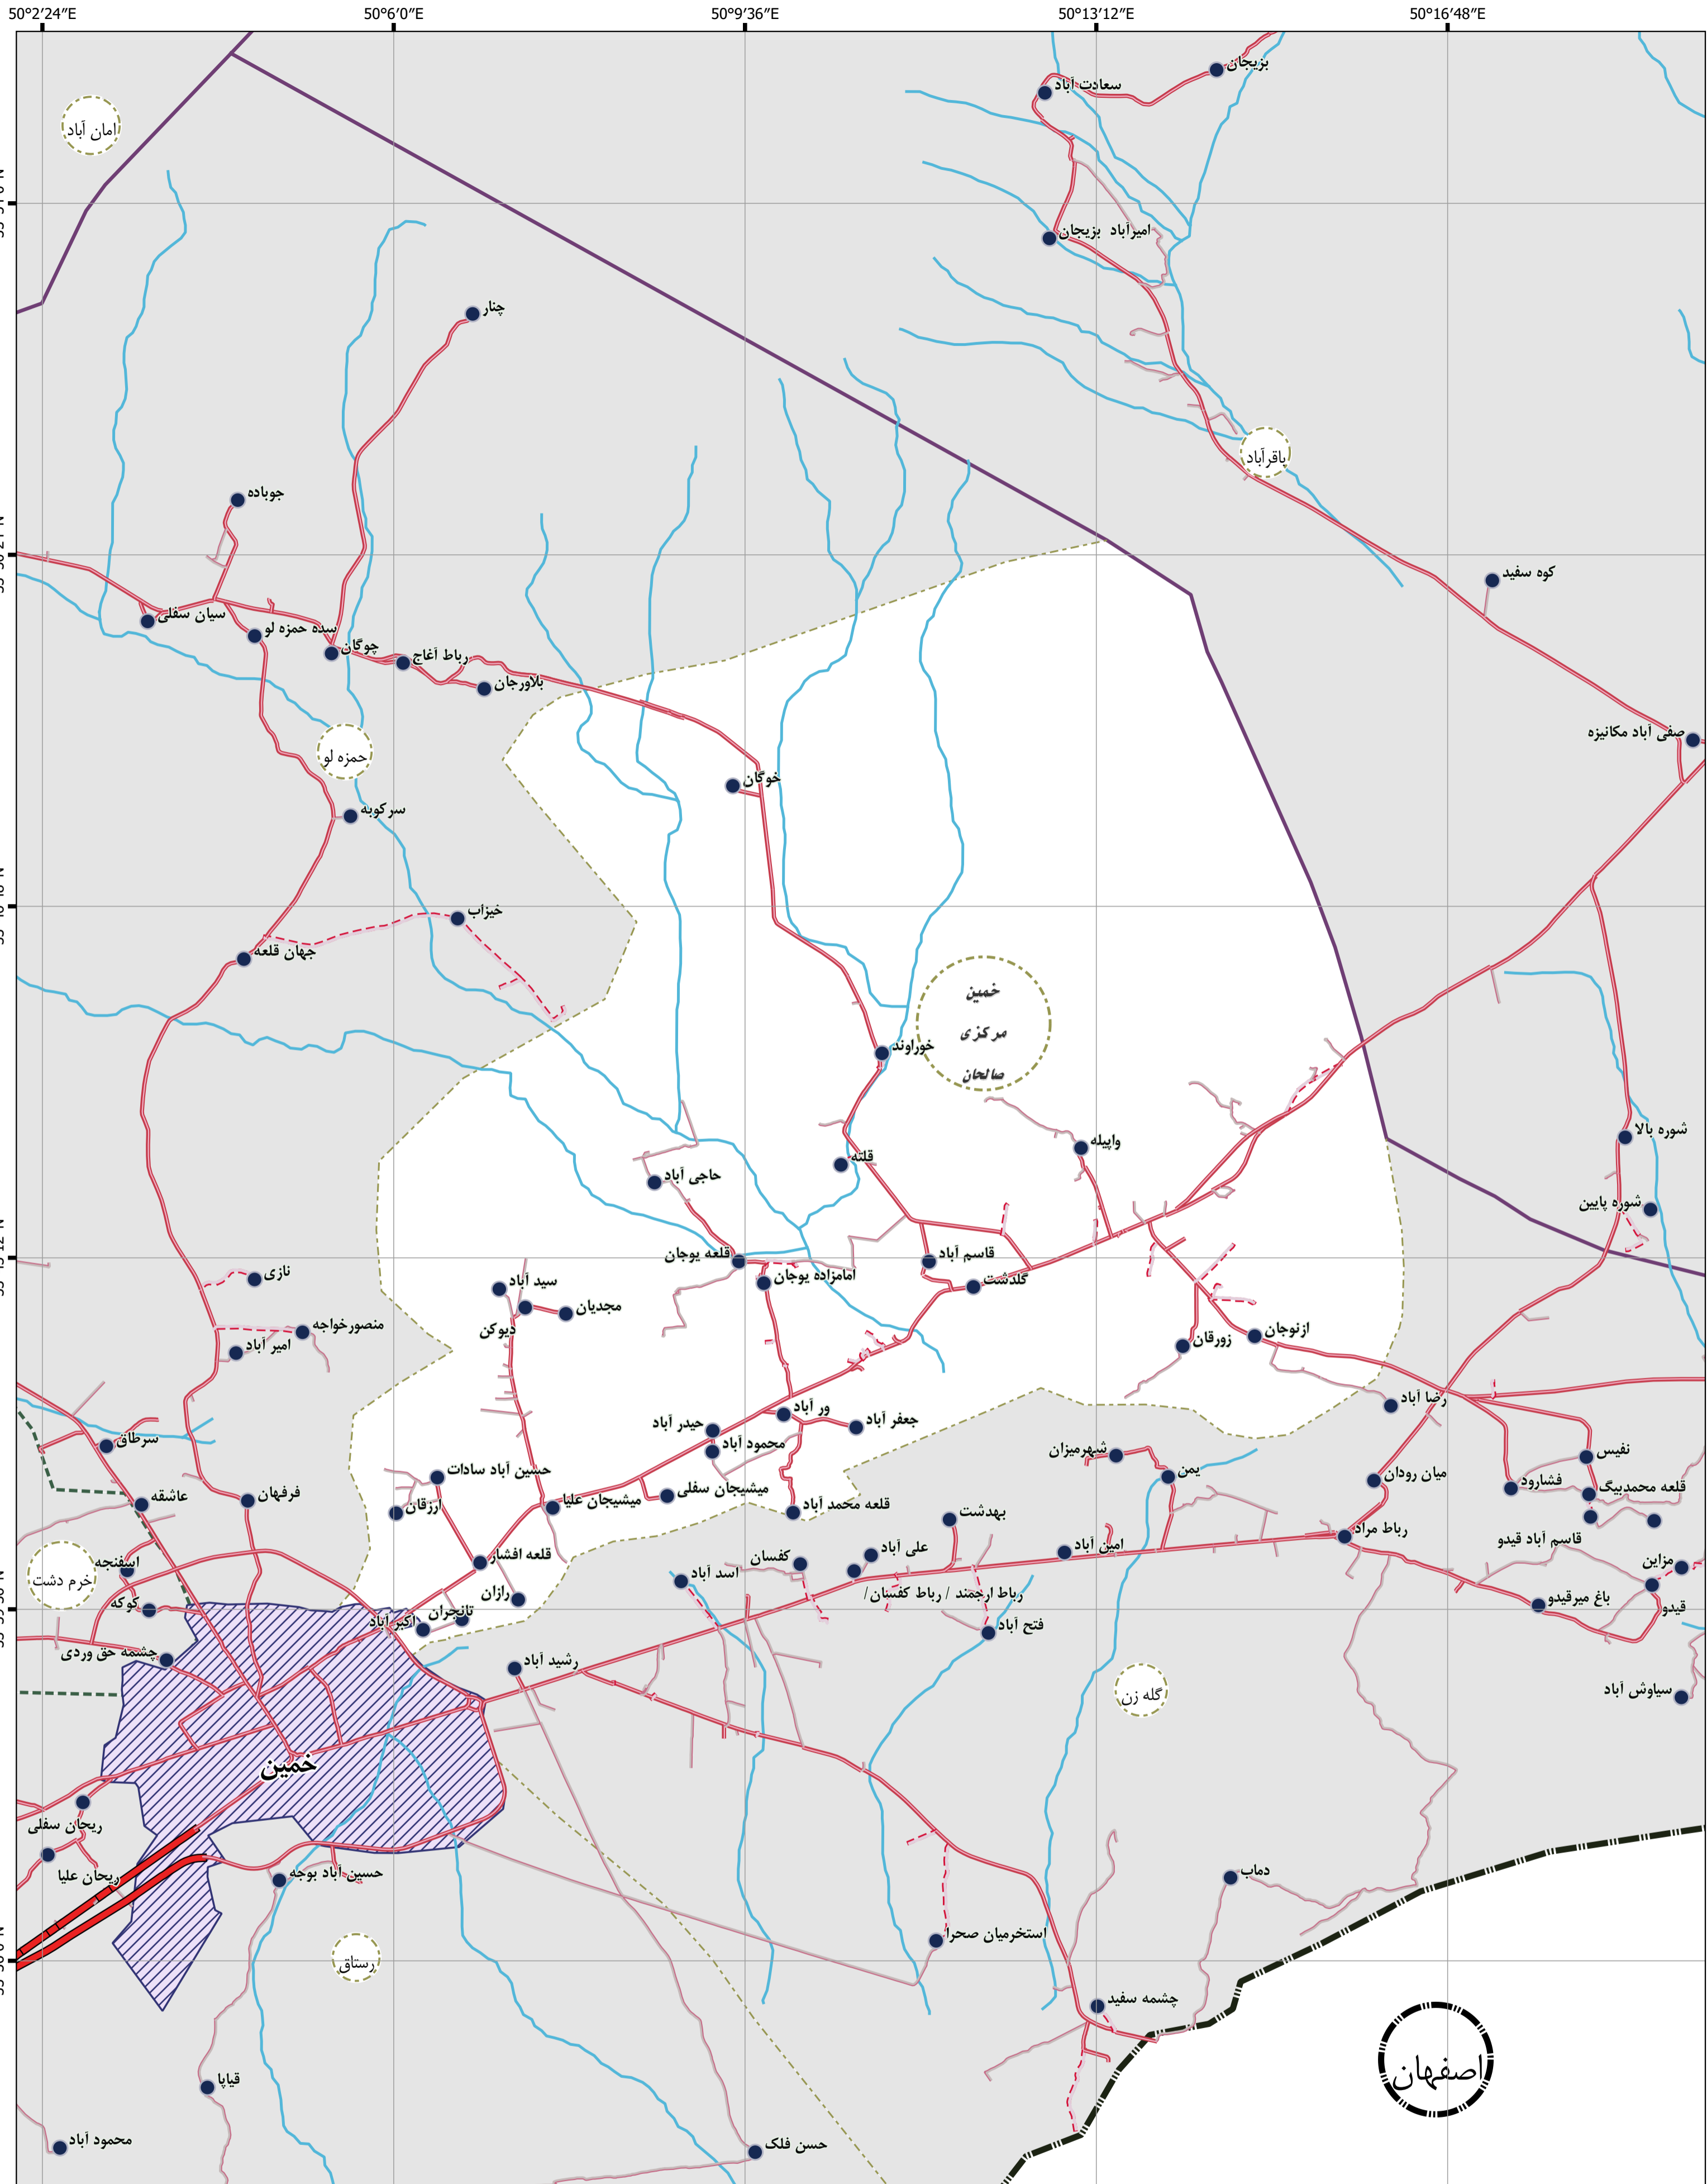 50°2'24"E
50°6'0"E
50°9'36"E
50°13'12"E
50°16'48"E
بزیجان
سعادت آباد
امان آباد
امیرآباد بزیجان
چنار
باقرآباد
جوباده
کوه سفید
سیان سفلی
سده حمزه لو
چوگان
رباط آغاج
بلاورجان
صفی آباد مکانیزه
حمزه لو
خوگان
سرکوبه
خیزاب
جهان قلعه
خمین
مرکزی
صالحان
خوراوند
شوره بالا
واپیله
قلته
حاجی آباد
شوره پایین
قلعه یوجان
قاسم آباد
امامزاده یوجان
گلدشت
نازی
سید آباد
مجدیان
دیوکن
منصورخواجه
امیر آباد
زورقان
ازنوجان
رضا آباد
ور آباد
جعفر آباد
حیدر آباد
محمود آباد
سرطاق
شهرمیزان
یمن
نفیس
میان رودان
فشارود
قلعه محمدبیگ
حسین آباد سادات
میشیجان سفلی
میشیجان علیا
قلعه محمد آباد
ارزقان
عاشقه
فرفهان
بهدشت
رباط مراد
قاسم آباد قیدو
امین آباد
علی آباد
کفسان
قلعه افشار
اسفنجه
خرم دشت
مزاین
اسد آباد
رباط ارجمند / رباط کفسان/
رازان
باغ میرقیدو
قیدو
کوکه
تانجران
اکبر آباد
فتح آباد
چشمه حق وردی
رشید آباد
گله زن
سیاوش آباد
خمین
ریحان سفلی
ریحان علیا
حسین آباد بوجه
دماب
استخرمیان صحرا
رستاق
چشمه سفید
اصفهان
قیاپا
محمود آباد
حسن فلک